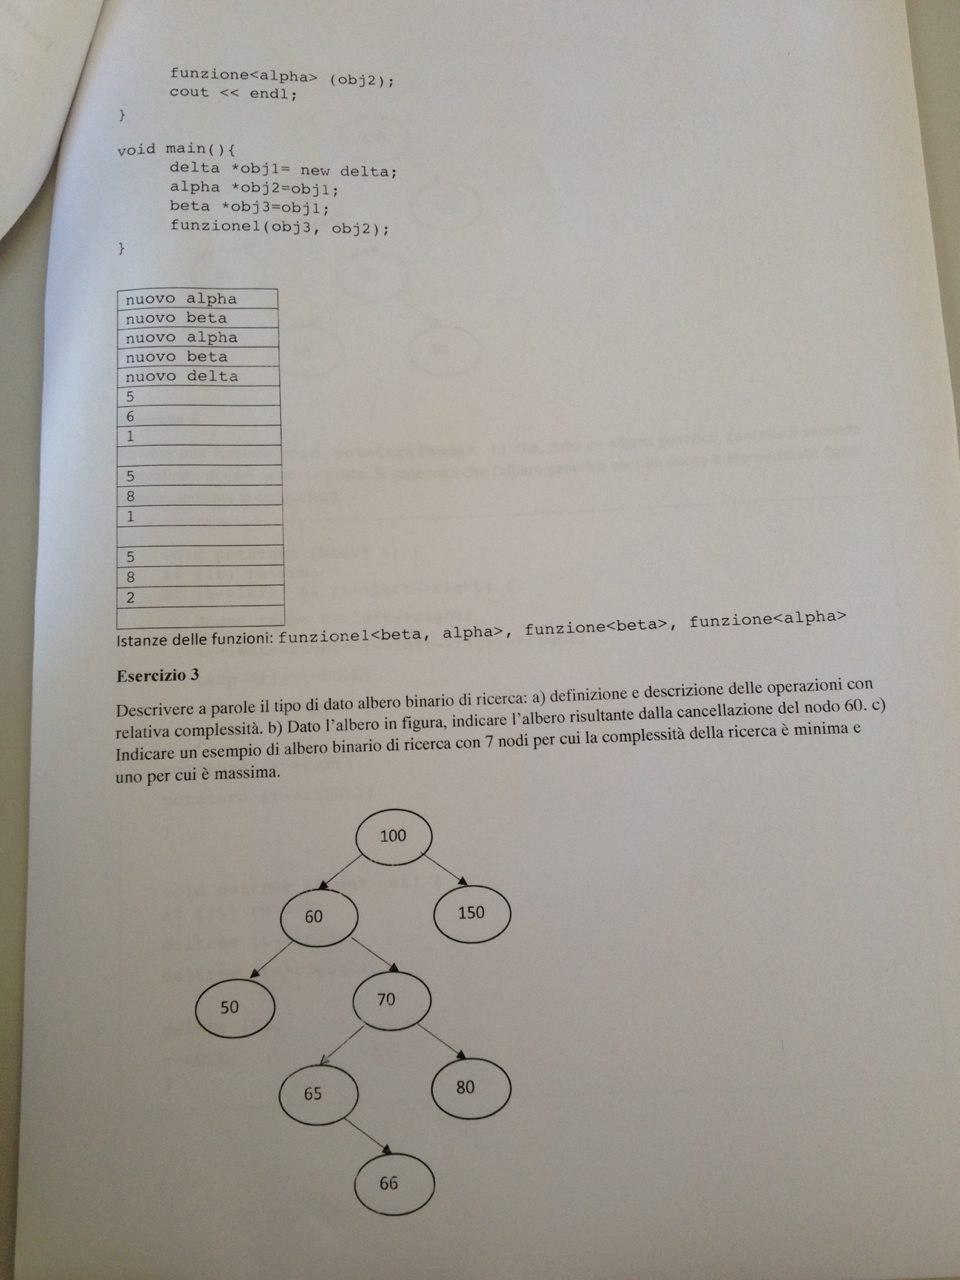 funzione<alpha> (obj2);
cout << endl;
}
void main(){
delta *obj1= new delta;
alpha *obj2=obj1;
beta *obj3=obj1;
funzione1(obj3, obj2);
}
nuovo alpha
nuovo beta
nuovo alpha
nuovo beta
nuovo delta
5
6
1
5
8
1
5
8
2
Istanze delle funzioni: funzione1<beta, alpha>, funzione<beta>, funzione<alpha>
Esercizio 3
Descrivere a parole il tipo di dato albero binario di ricerca: a) definizione e descrizione delle operazioni con
relativa complessità. b) Dato l'albero in figura, indicare l'albero risultante dalla cancellazione del nodo 60. c)
Indicare un esempio di albero binario di ricerca con 7 nodi per cui la complessità della ricerca è minima e
uno per cui è massima.
100
60
150
50
70
65
80
66